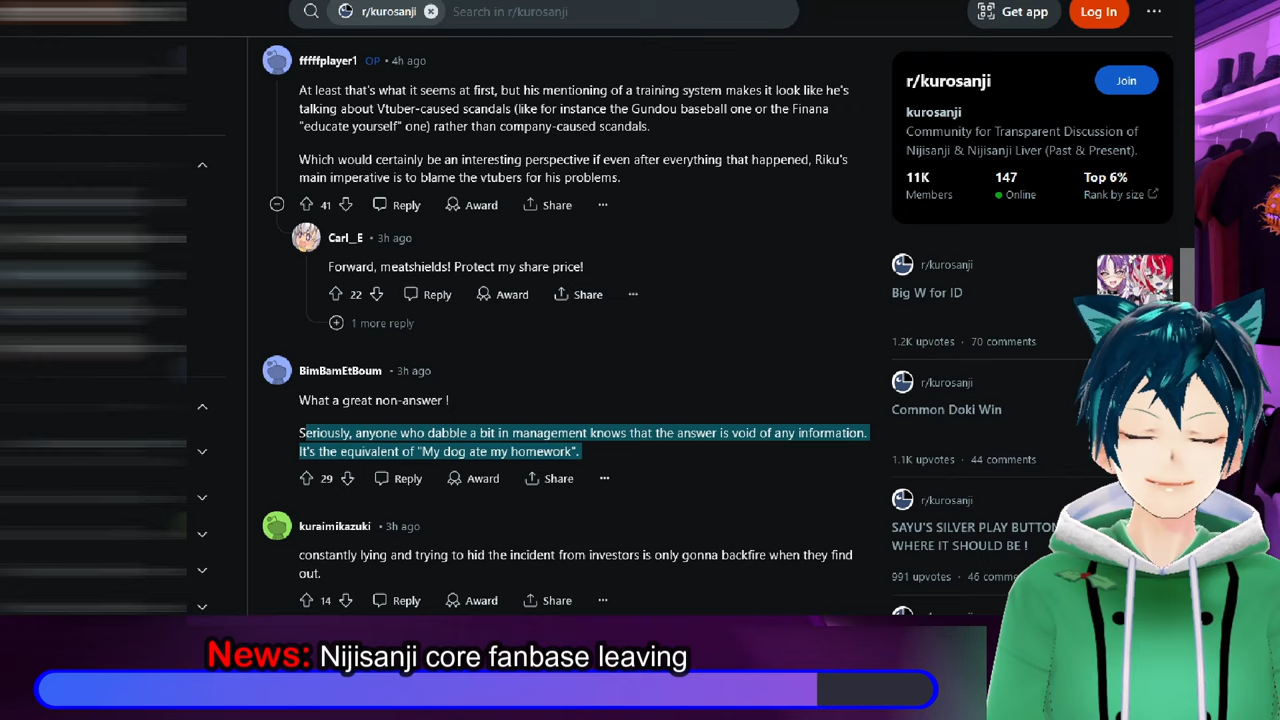 r/kurosanji
Search in r/kurosanji
Get app
Log In
fffffplayer1 OP • 4h ago
At least that's what it seems at first, but his mentioning of a training system makes it look like he's
talking about Vtuber-caused scandals (like for instance the Gundou baseball one or the Finana
"educate yourself" one) rather than company-caused scandals.
Which would certainly be an interesting perspective if even after everything that happened, Riku's
main imperative is to blame the vtubers for his problems.
41 Reply Award Share
Carl_E • 3h ago
Forward, meatshields! Protect my share price!
22 Reply Award Share
1 more reply
BimBamEtBoum • 3h ago
What a great non-answer !
Seriously, anyone who dabble a bit in management knows that the answer is void of any information.
It's the equivalent of "My dog ate my homework".
29 Reply Award Share
kuraimikazuki • 3h ago
constantly lying and trying to hid the incident from investors is only gonna backfire when they find
out.
14 Reply Award Share
r/kurosanji
Join
kurosanji
Community for Transparent Discussion of
Nijisanji & Nijisanji Liver (Past & Present).
11K 147 Top 6%
Members Online Rank by size
r/kurosanji
Big W for ID
1.2K upvotes • 70 comments
r/kurosanji
Common Doki Win
1.1K upvotes • 44 comments
r/kurosanji
SAYU'S SILVER PLAY BUTTON
WHERE IT SHOULD BE !
991 upvotes • 46
News: Nijisanji core fanbase leaving